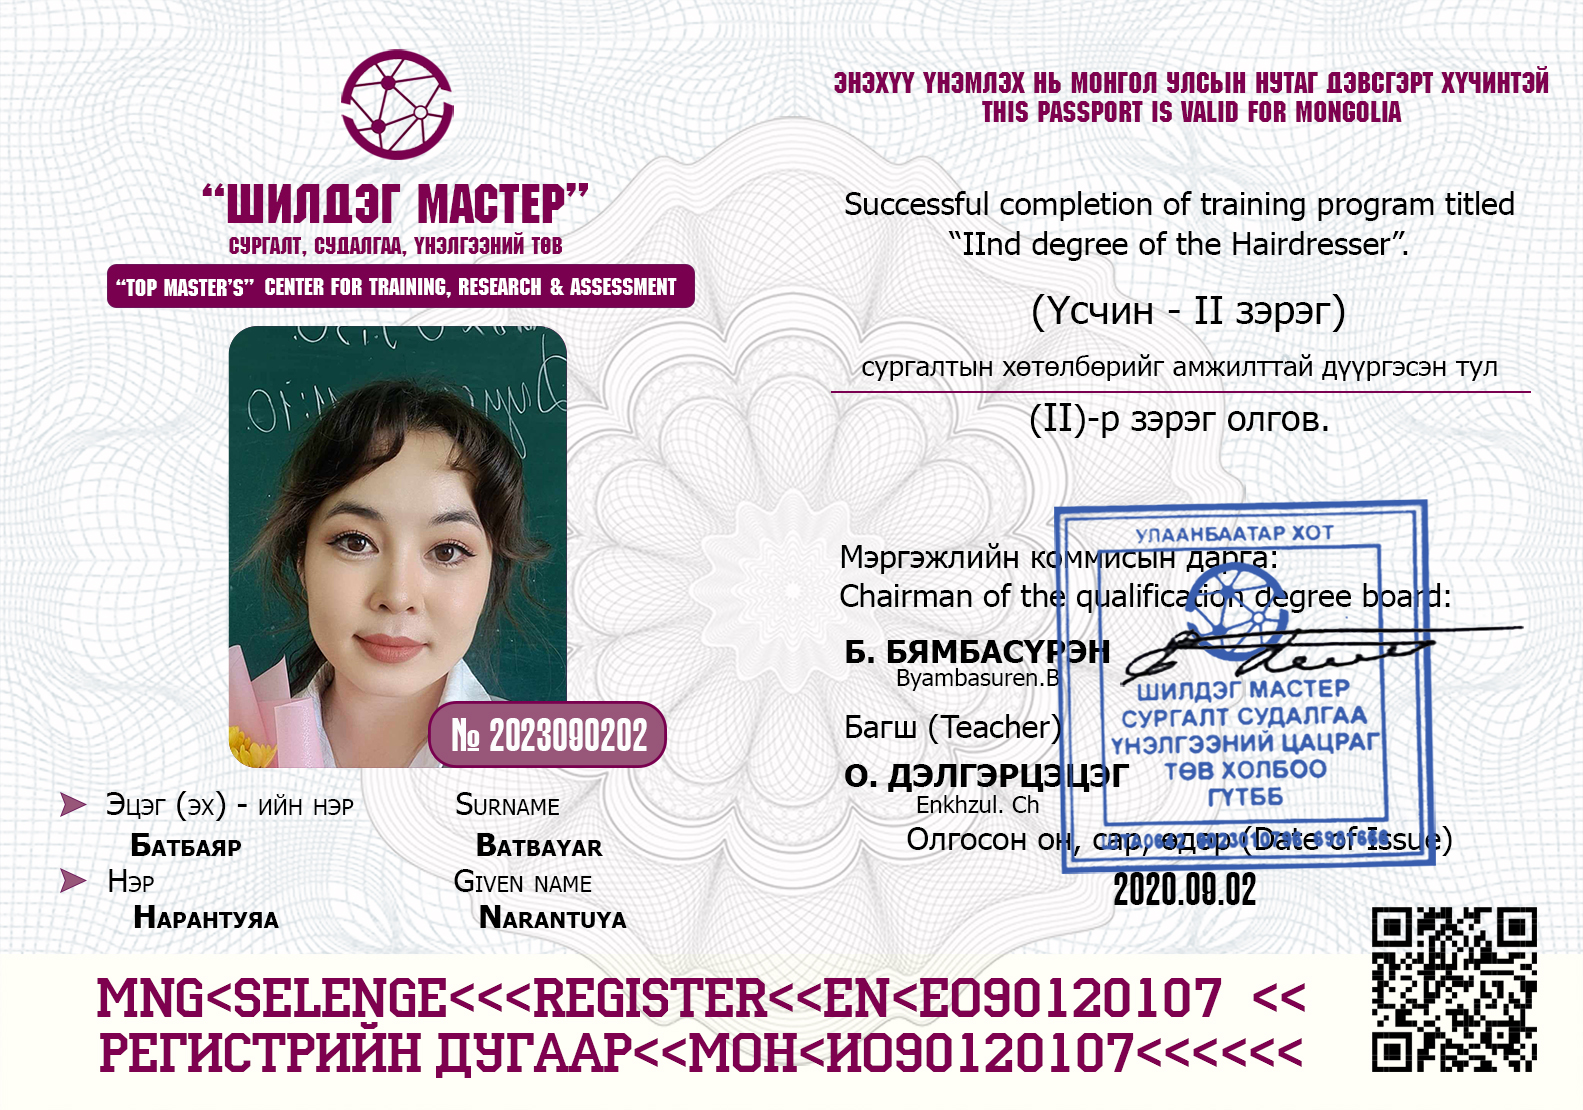 “ШИЛДЭГ МАСТЕР”
СУРГАЛТ, СУДАЛГАА, ҮНЭЛГЭЭНИЙ ТӨВ
“TOP MASTER’S” CENTER FOR TRAINING, RESEARCH & ASSESSMENT
№ 2023090202
Эцэг (эх) - ийн нэр
Батбаяр
Нэр
Нарантуяа
Surname
Batbayar
Given name
Narantuya
ЭНЭХҮҮ ҮНЭМЛЭХ НЬ МОНГОЛ УЛСЫН НУТАГ ДЭВСГЭРТ ХҮЧИНТЭЙ
THIS PASSPORT IS VALID FOR MONGOLIA
Successful completion of training program titled
“IInd degree of the Hairdresser”.
(Үсчин - II зэрэг)
сургалтын хөтөлбөрийг амжилттай дүүргэсэн тул
(II)-р зэрэг олгов.
Мэргэжлийн коммисын дарга:
Chairman of the qualification degree board:
Б. БЯМБАСҮРЭН
Byambasuren.B
Багш (Teacher)
О. ДЭЛГЭРЦЭЦЭГ
Enkhzul. Ch
Олгосон он, сар, өдөр (Date of Issue)
2020.09.02
УЛААНБААТАР ХОТ
ШИЛДЭГ МАСТЕР
СУРГАЛТ СУДАЛГАА
ҮНЭЛГЭЭНИЙ ЦАЦРАГ
ТӨВ ХОЛБОО
ГҮТББ
MNG<SELENGE<<<REGISTER<<EN<EO90120107 <<
РЕГИСТРИЙН ДУГААР<<МОН<ИО90120107<<<<<<